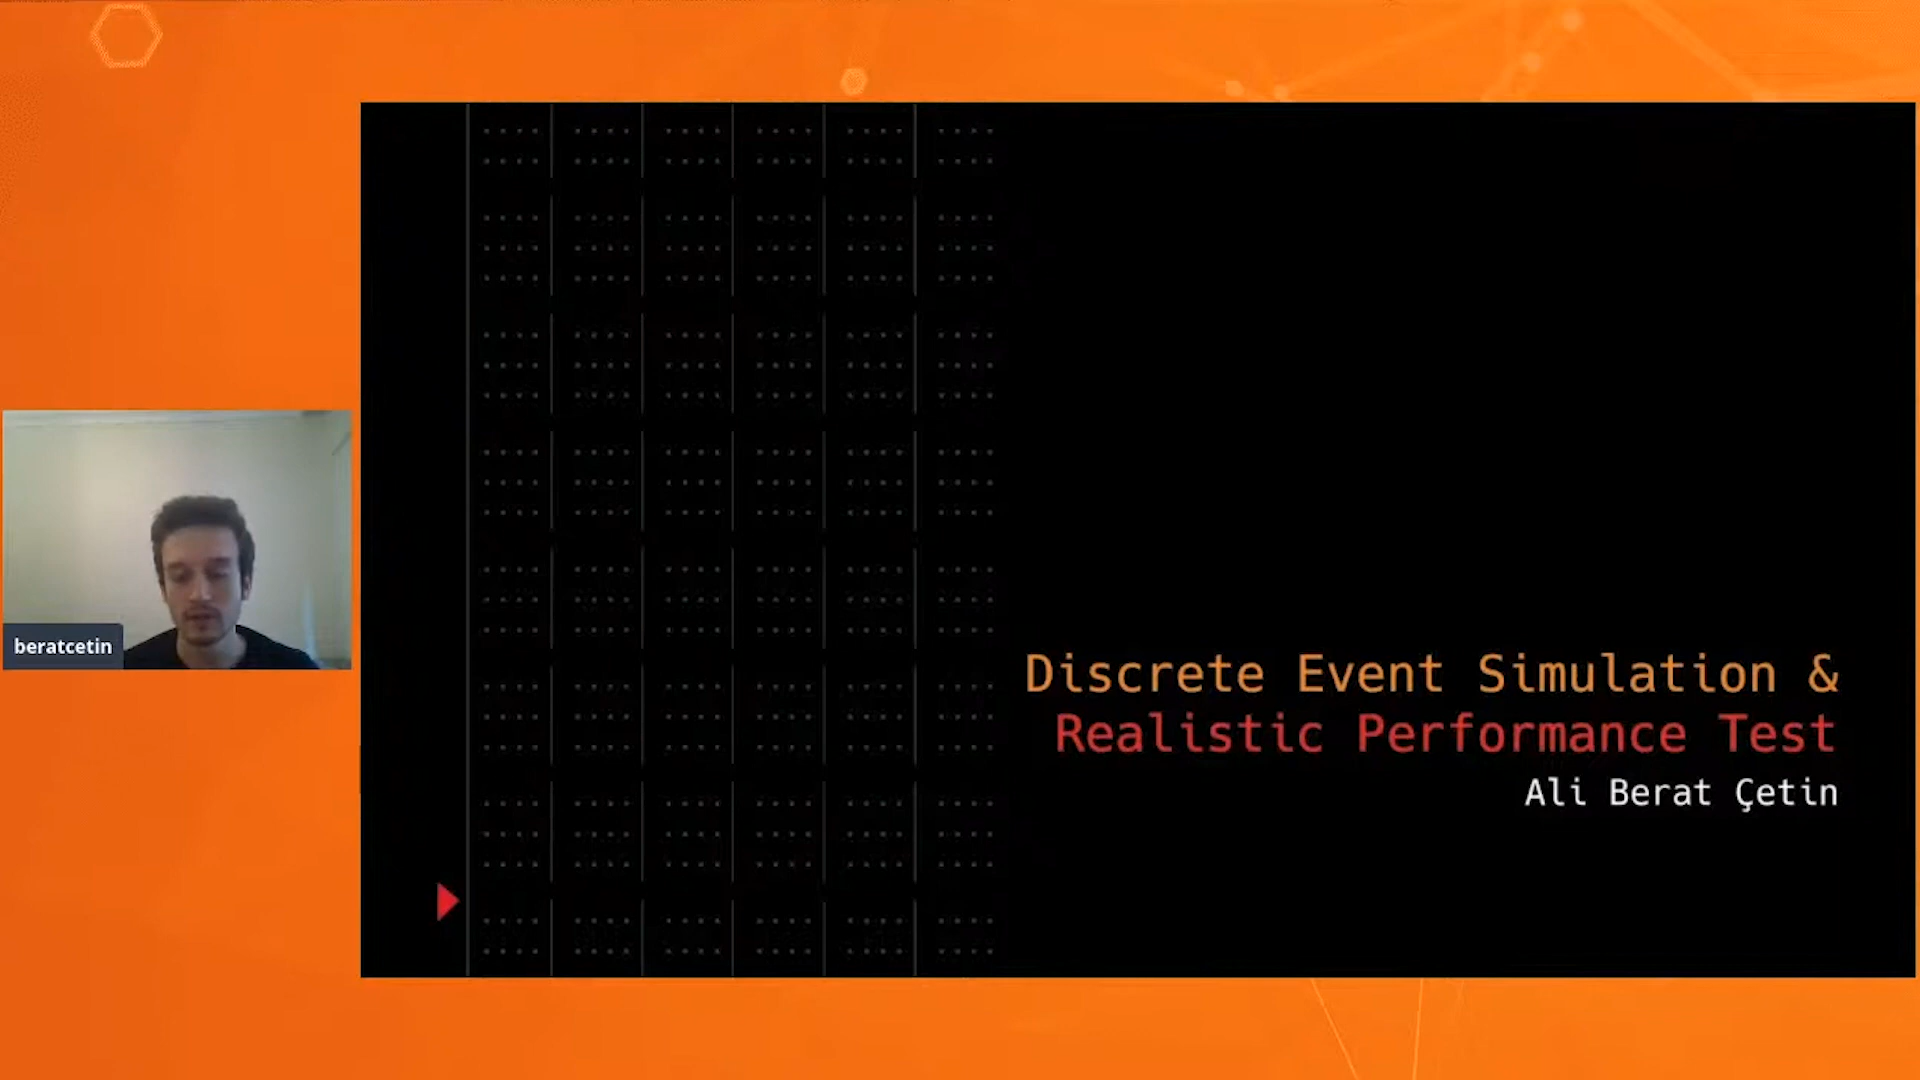 beratcetin
Discrete Event Simulation &
Realistic Performance Test
Ali Berat Çetin